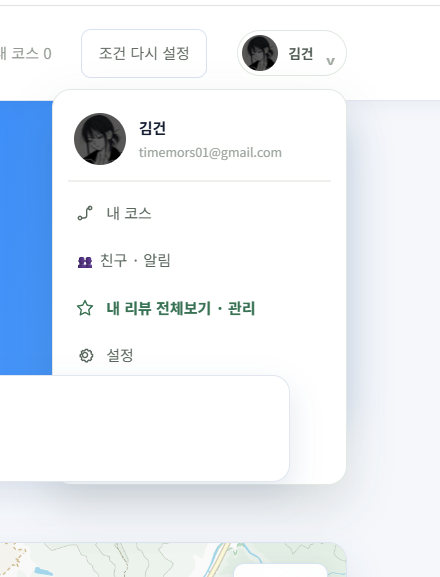 내 코스 0
조건 다시 설정
김건
v
김건
timemors01@gmail.com
내 코스
친구 · 알림
내 리뷰 전체보기 · 관리
설정